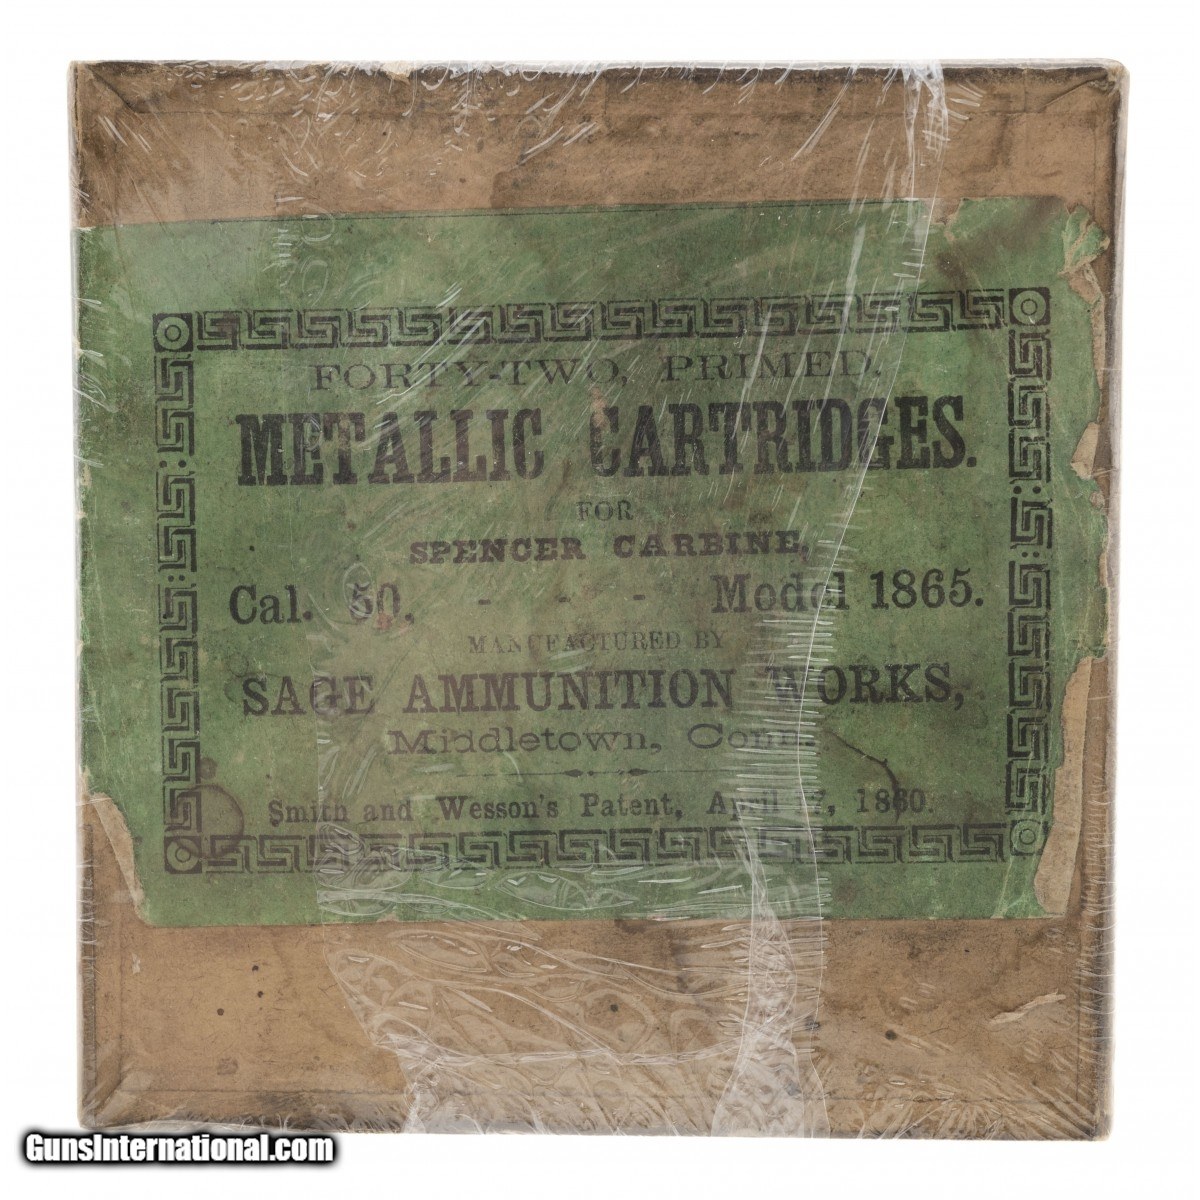 FORTY-TWO, PRIMED.
METALLIC CARTRIDGES.
FOR
SPENCER CARBINE,
Cal. 50. - - - Model 1865.
MANUFACTURED BY
SAGE AMMUNITION WORKS,
Middletown, Conn.
Smith and Wesson's Patent, April 17, 1860.
GunsInternational.com